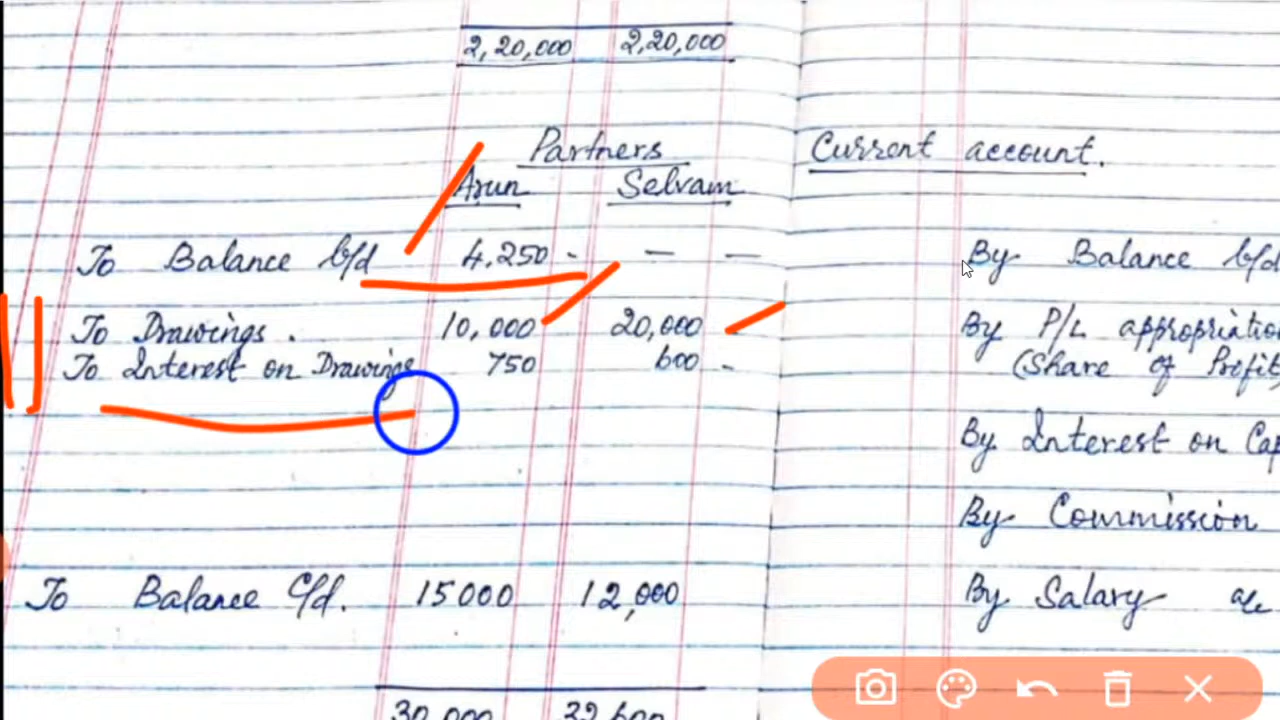 2,20,000 2,20,000
Partners Current account.
Arun Selvam
To Balance b/d 4,250 - — — By Balance b/d
To Drawings. 10,000 20,000 By P/L appropriation
To Interest on Drawings 750 600 - (Share of Profit)
By Interest on Cap
By Commission
To Balance c/d. 15000 12,000 By Salary a/c
30,000 32,600